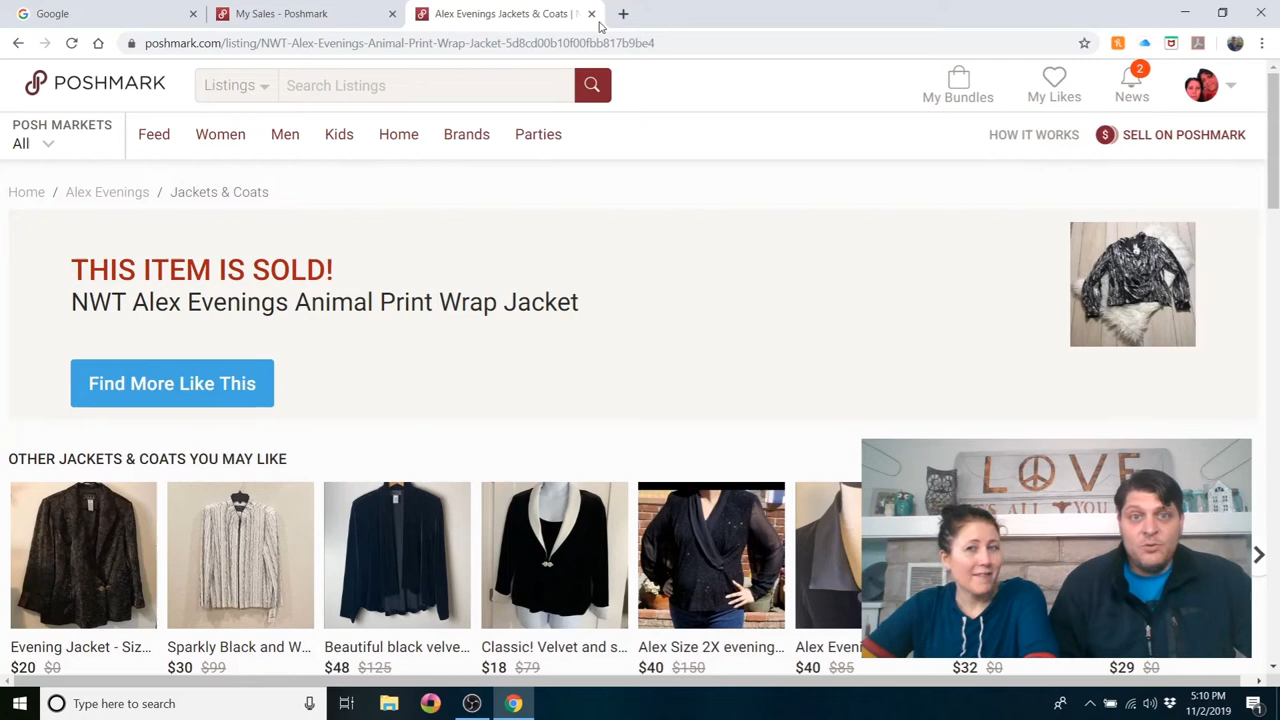 Google
My Sales - Poshmark
Alex Evenings Jackets & Coats |
poshmark.com/listing/NWT-Alex-Evenings-Animal-Print-Wrap-Jacket-5d8cd00b10f00fbb817b9be4
POSHMARK
Listings
Search Listings
My Bundles
My Likes
2
News
POSH MARKETS
All
Feed
Women
Men
Kids
Home
Brands
Parties
HOW IT WORKS
$
SELL ON POSHMARK
Home / Alex Evenings / Jackets & Coats
THIS ITEM IS SOLD!
NWT Alex Evenings Animal Print Wrap Jacket
Find More Like This
OTHER JACKETS & COATS YOU MAY LIKE
LOVE
Evening Jacket - Siz...
$20 $0
Sparkly Black and W...
$30 $99
Beautiful black velve...
$48 $125
Classic! Velvet and s...
$18 $79
Alex Size 2X evening...
$40 $150
Alex Even
$40 $85
$32 $0
$29 $0
Type here to search
5:10 PM
11/2/2019
1